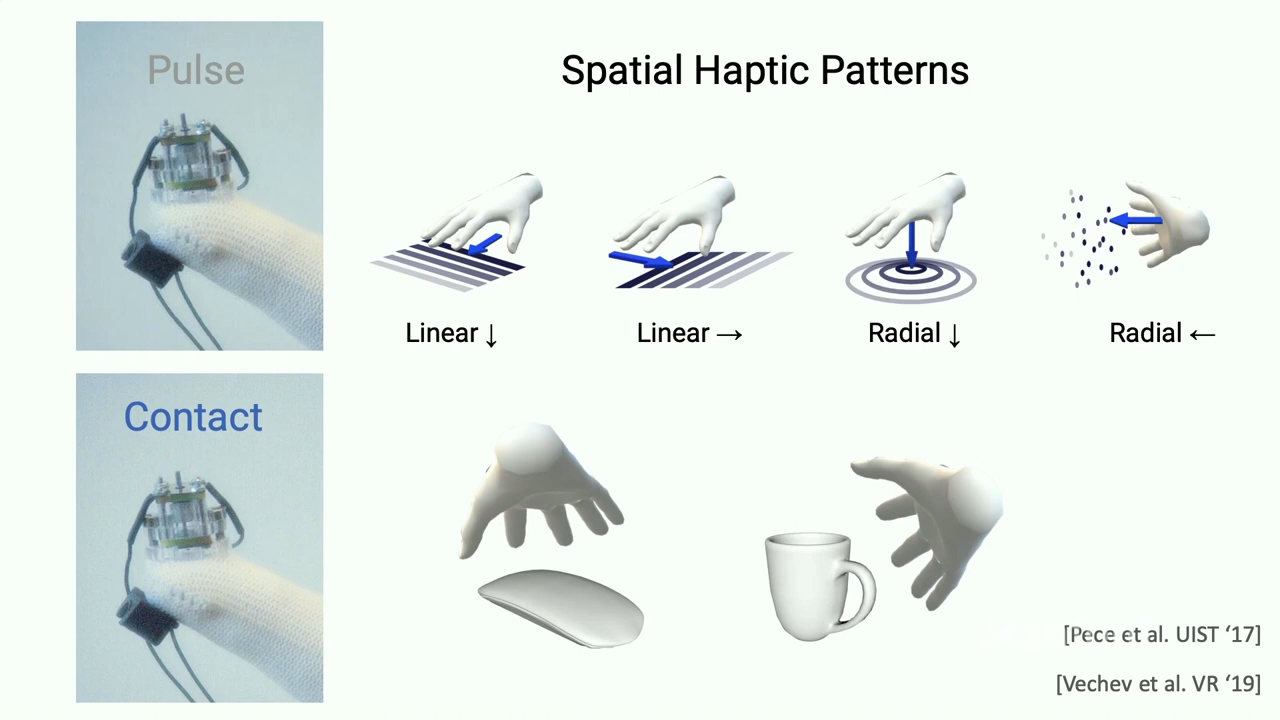 Pulse
Spatial Haptic Patterns
Linear ↓
Linear →
Radial ↓
Radial ←
Contact
[Pece et al. UIST ‘17]
[Vechev et al. VR ‘19]